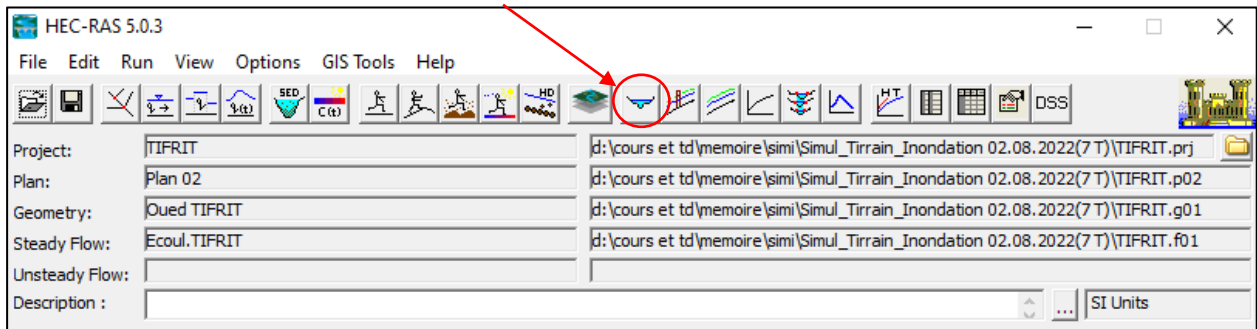 HEC-RAS 5.0.3
File Edit Run View Options GIS Tools Help
SED C(t) q(t) HD HT DSS
Project: TIFRIT d:\cours et td\memoire\simi\Simul_Tirrain_Inondation 02.08.2022(7 T)\TIFRIT.prj
Plan: Plan 02 d:\cours et td\memoire\simi\Simul_Tirrain_Inondation 02.08.2022(7 T)\TIFRIT.p02
Geometry: Oued TIFRIT d:\cours et td\memoire\simi\Simul_Tirrain_Inondation 02.08.2022(7 T)\TIFRIT.g01
Steady Flow: Ecoul.TIFRIT d:\cours et td\memoire\simi\Simul_Tirrain_Inondation 02.08.2022(7 T)\TIFRIT.f01
Unsteady Flow:
Description : ... SI Units